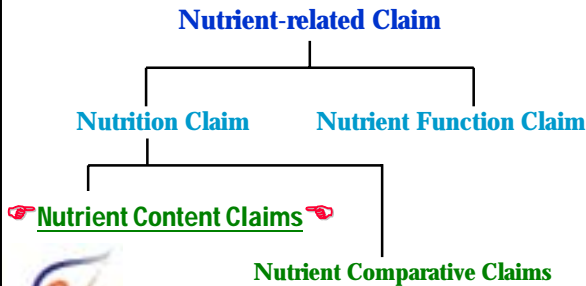 Nutrient-related Claim
Nutrition Claim Nutrient Function Claim
Nutrient Content Claims
Nutrient Comparative Claims